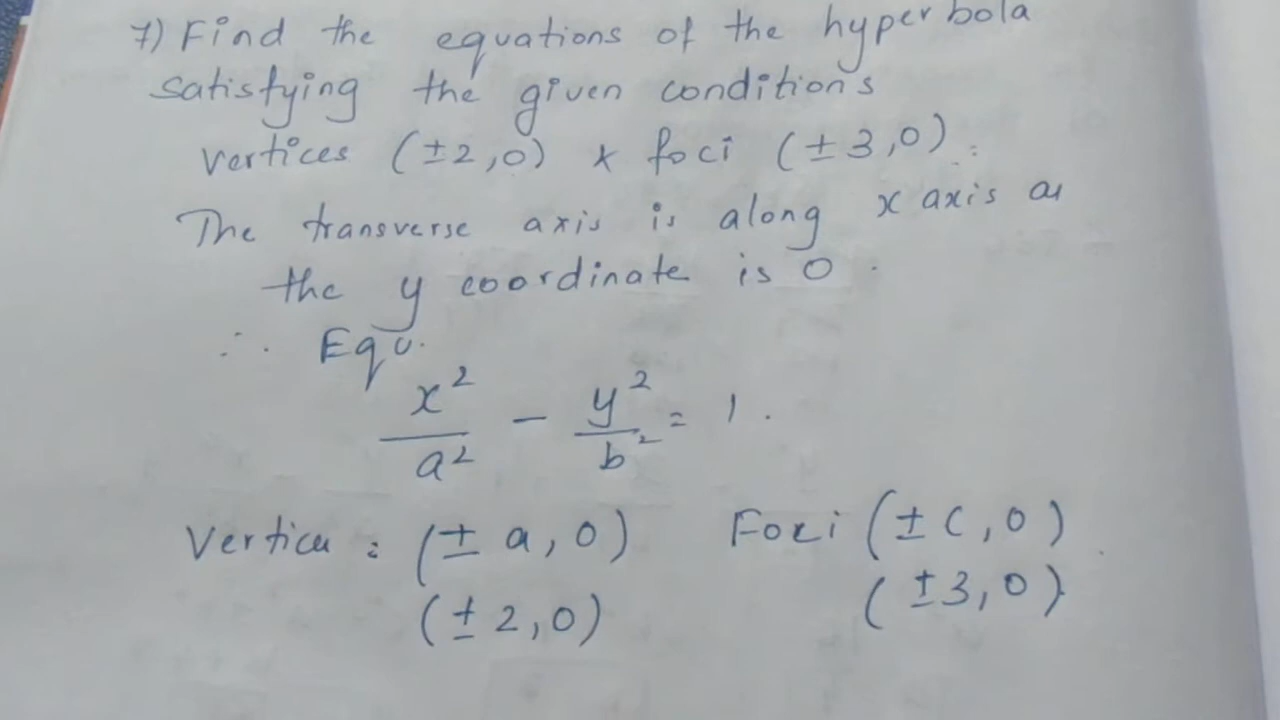 7) Find the equations of the hyperbola
satisfying the given conditions
vertices (±2,0) & foci (±3,0).
The transverse axis is along x axis as
the y coordinate is 0.
∴ Equ.
x²/a² - y²/b² = 1.
Vertices : (± a, 0) Foci (± c, 0)
(± 2, 0) (± 3, 0)